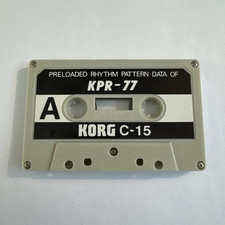 PRELOADED RHYTHM PATTERN DATA OF
KPR-77
A
KORG C-15